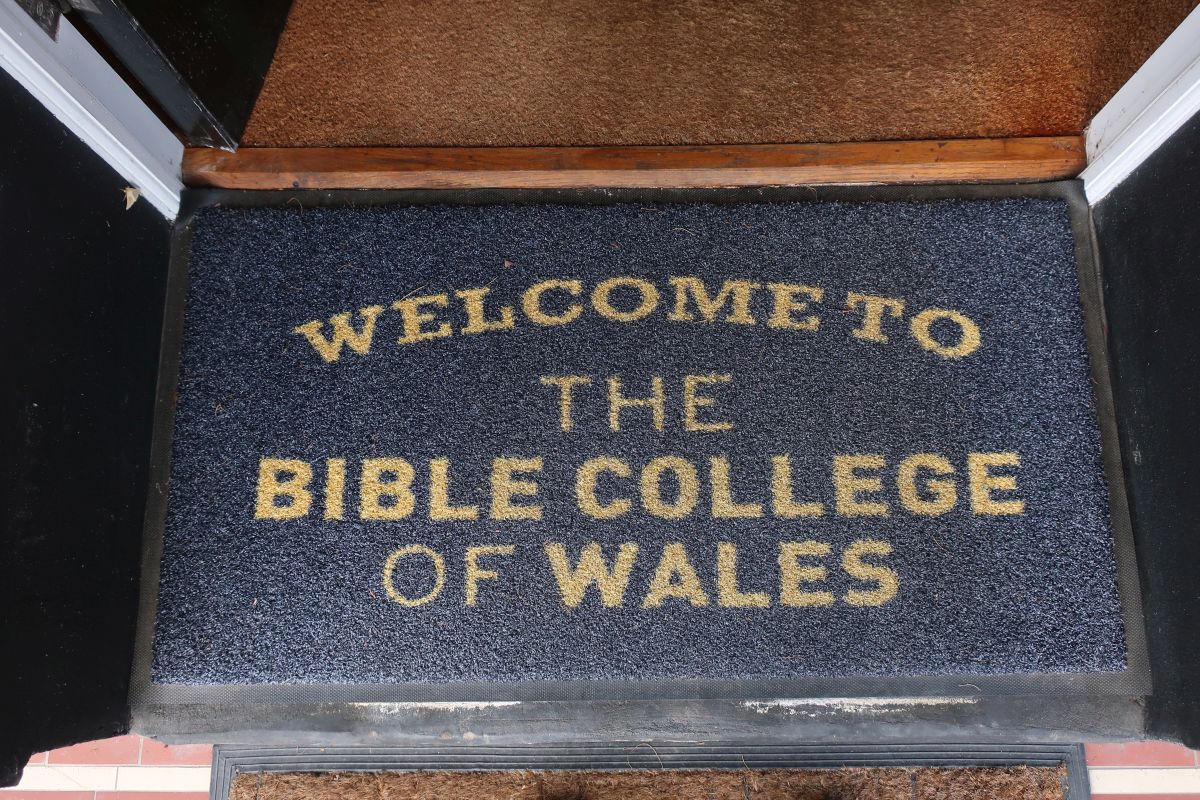 WELCOME TO
THE
BIBLE COLLEGE
OF WALES